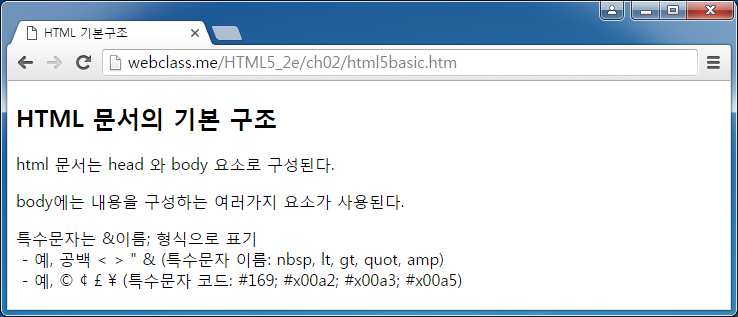 HTML 기본구조
webclass.me/HTML5_2e/ch02/html5basic.htm
HTML 문서의 기본 구조
html 문서는 head 와 body 요소로 구성된다.
body에는 내용을 구성하는 여러가지 요소가 사용된다.
특수문자는 &이름; 형식으로 표기
- 예, 공백 < > " & (특수문자 이름: nbsp, lt, gt, quot, amp)
- 예, © ¢ £ ¥ (특수문자 코드: #169; #x00a2; #x00a3; #x00a5)